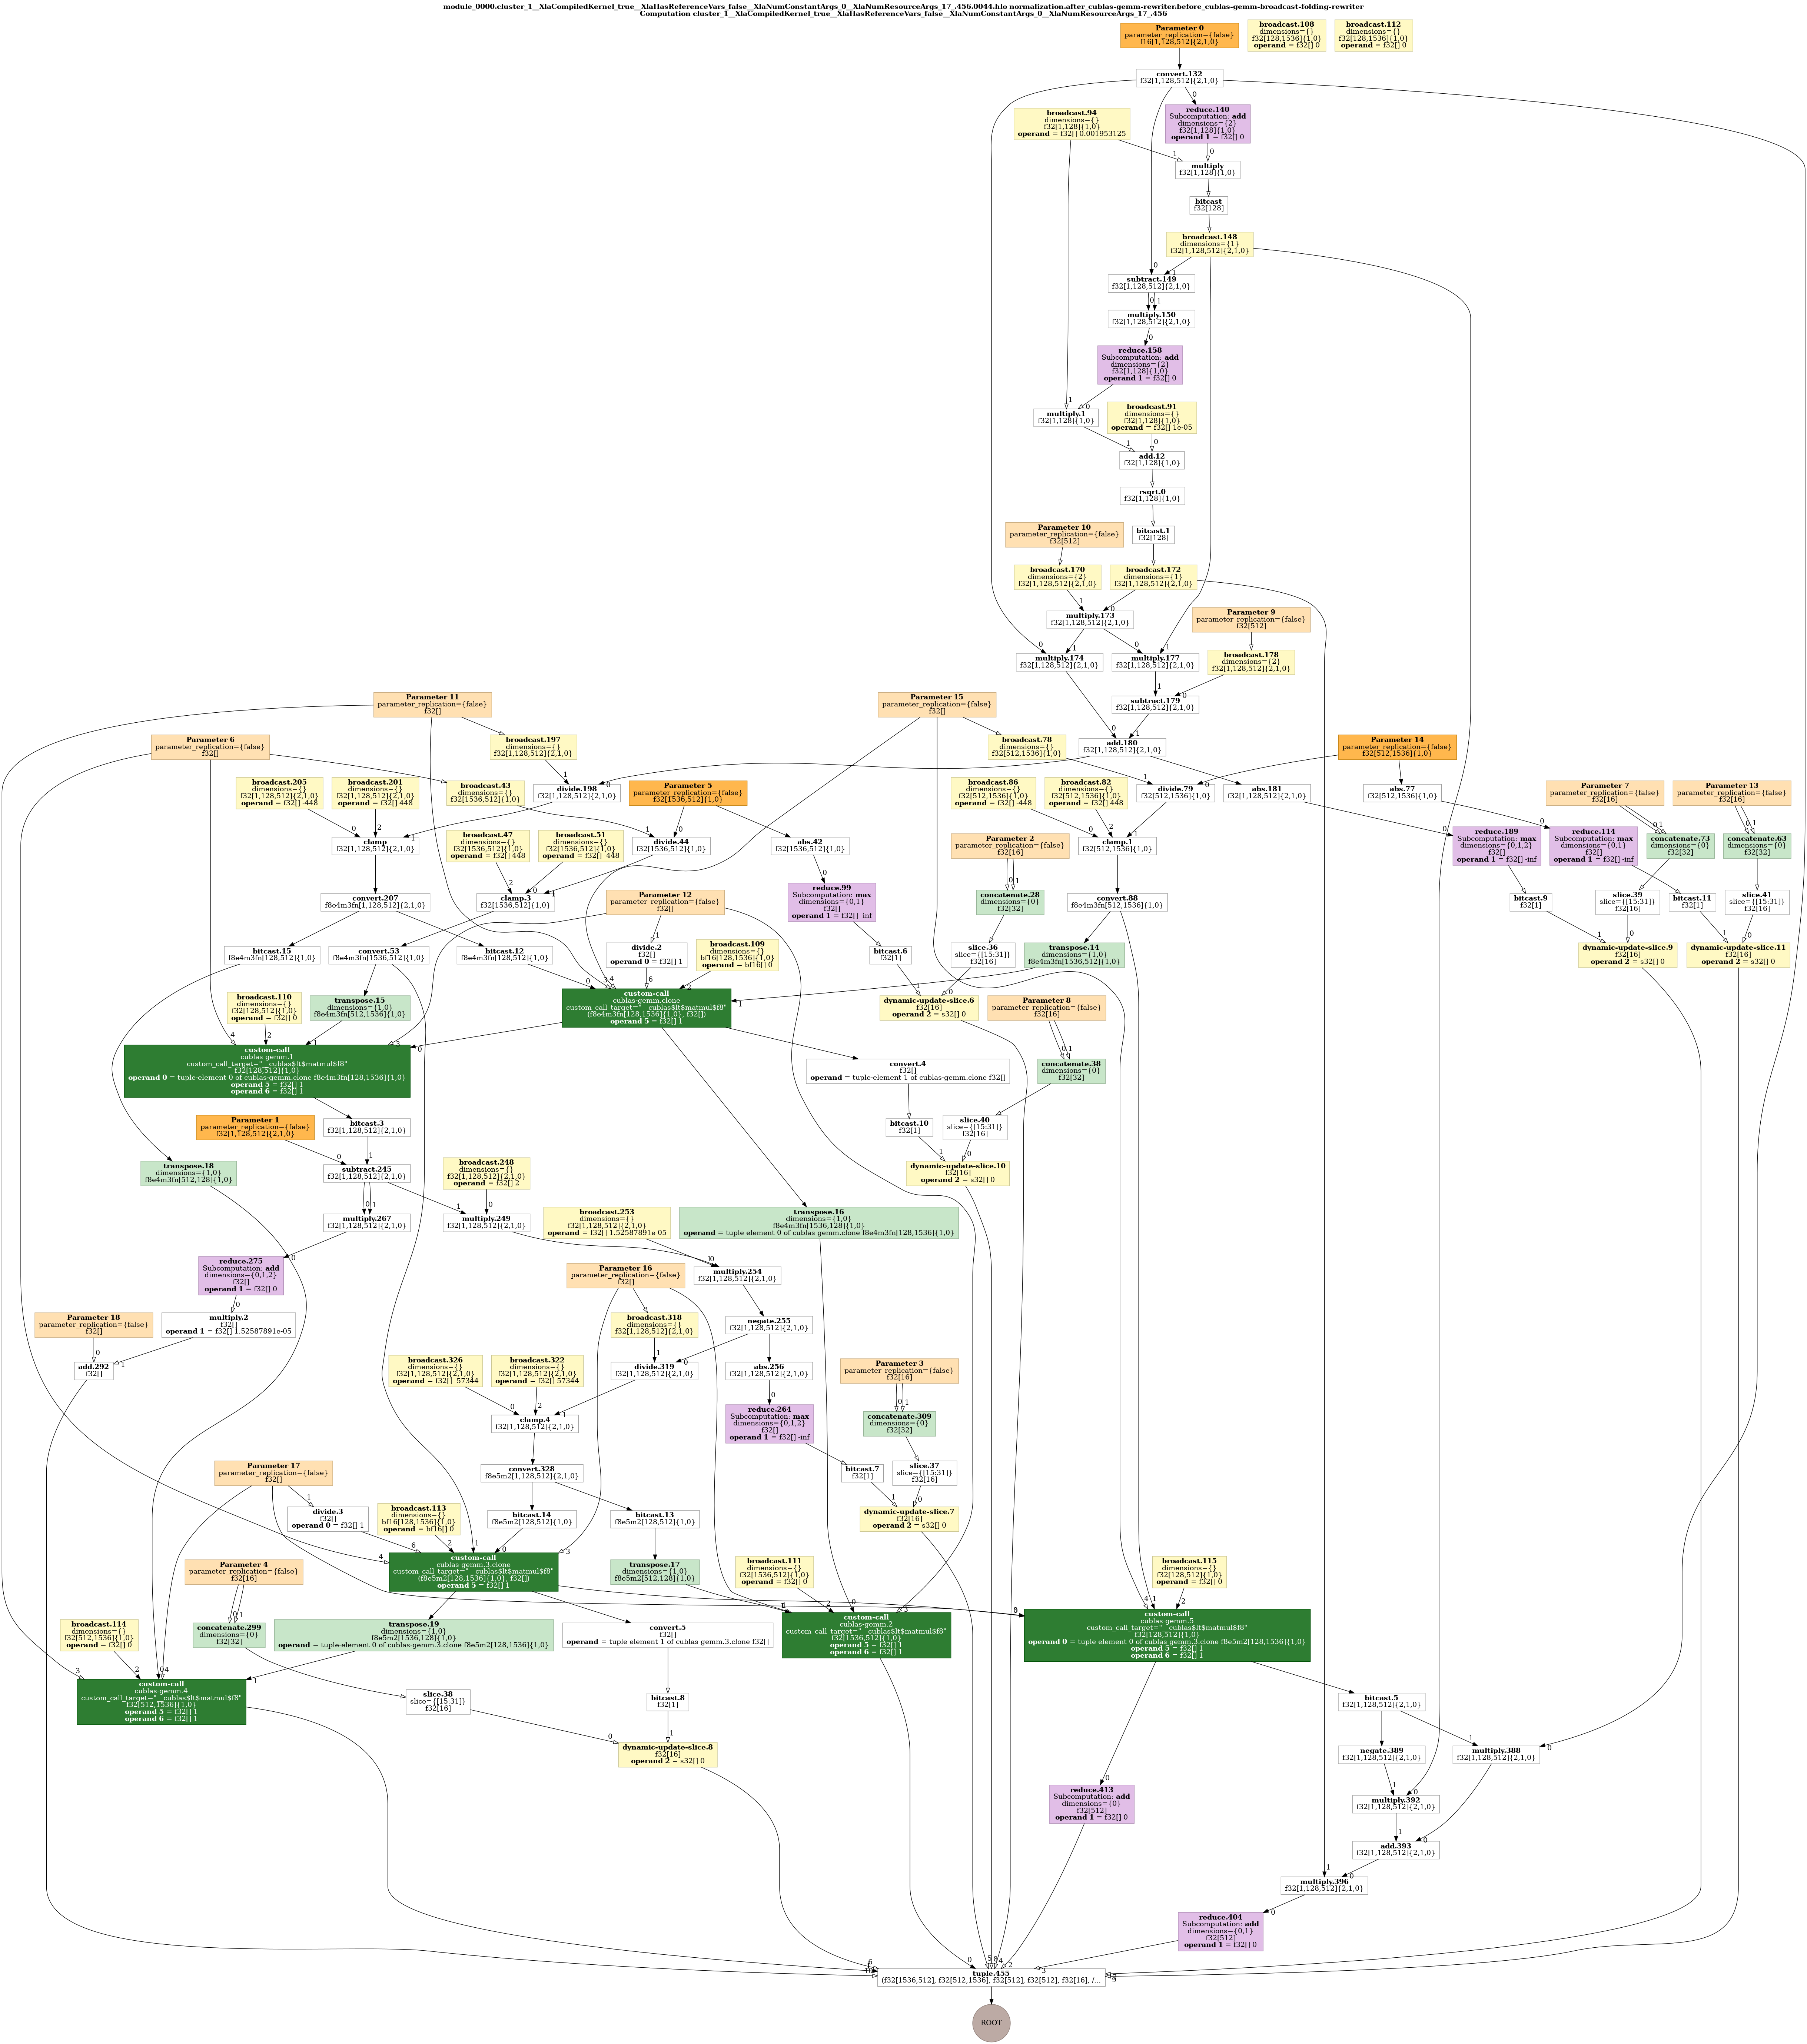 module_0000.cluster_1__XlaCompiledKernel_true__XlaHasReferenceVars_false__XlaNumConstantArgs_0__XlaNumResourceArgs_17_.456.0044.hlo normalization.after_cublas-gemm-rewriter.before_cublas-gemm-broadcast-folding-rewriter
Computation cluster_1__XlaCompiledKernel_true__XlaHasReferenceVars_false__XlaNumConstantArgs_0__XlaNumResourceArgs_17_.456
Parameter 0
parameter_replication={false}
f16[1,128,512]{2,1,0}
broadcast.108
dimensions={}
f32[128,1536]{1,0}
operand = f32[] 0
broadcast.112
dimensions={}
f32[128,1536]{1,0}
operand = f32[] 0
convert.132
f32[1,128,512]{2,1,0}
broadcast.94
dimensions={}
f32[1,128]{1,0}
operand = f32[] 0.001953125
reduce.140
Subcomputation: add
dimensions={2}
f32[1,128]{1,0}
operand 1 = f32[] 0
multiply
f32[1,128]{1,0}
bitcast
f32[128]
broadcast.148
dimensions={1}
f32[1,128,512]{2,1,0}
subtract.149
f32[1,128,512]{2,1,0}
multiply.150
f32[1,128,512]{2,1,0}
reduce.158
Subcomputation: add
dimensions={2}
f32[1,128]{1,0}
operand 1 = f32[] 0
multiply.1
f32[1,128]{1,0}
broadcast.91
dimensions={}
f32[1,128]{1,0}
operand = f32[] 1e-05
add.12
f32[1,128]{1,0}
rsqrt.0
f32[1,128]{1,0}
Parameter 10
parameter_replication={false}
f32[512]
bitcast.1
f32[128]
broadcast.170
dimensions={2}
f32[1,128,512]{2,1,0}
broadcast.172
dimensions={1}
f32[1,128,512]{2,1,0}
multiply.173
f32[1,128,512]{2,1,0}
Parameter 9
parameter_replication={false}
f32[512]
multiply.174
f32[1,128,512]{2,1,0}
multiply.177
f32[1,128,512]{2,1,0}
broadcast.178
dimensions={2}
f32[1,128,512]{2,1,0}
Parameter 11
parameter_replication={false}
f32[]
Parameter 15
parameter_replication={false}
f32[]
subtract.179
f32[1,128,512]{2,1,0}
Parameter 6
parameter_replication={false}
f32[]
broadcast.197
dimensions={}
f32[1,128,512]{2,1,0}
broadcast.78
dimensions={}
f32[512,1536]{1,0}
add.180
f32[1,128,512]{2,1,0}
Parameter 14
parameter_replication={false}
f32[512,1536]{1,0}
broadcast.205
dimensions={}
f32[1,128,512]{2,1,0}
operand = f32[] -448
broadcast.201
dimensions={}
f32[1,128,512]{2,1,0}
operand = f32[] 448
broadcast.43
dimensions={}
f32[1536,512]{1,0}
divide.198
f32[1,128,512]{2,1,0}
Parameter 5
parameter_replication={false}
f32[1536,512]{1,0}
broadcast.86
dimensions={}
f32[512,1536]{1,0}
operand = f32[] -448
broadcast.82
dimensions={}
f32[512,1536]{1,0}
operand = f32[] 448
divide.79
f32[512,1536]{1,0}
abs.181
f32[1,128,512]{2,1,0}
abs.77
f32[512,1536]{1,0}
Parameter 7
parameter_replication={false}
f32[16]
Parameter 13
parameter_replication={false}
f32[16]
clamp
f32[1,128,512]{2,1,0}
broadcast.47
dimensions={}
f32[1536,512]{1,0}
operand = f32[] 448
broadcast.51
dimensions={}
f32[1536,512]{1,0}
operand = f32[] -448
divide.44
f32[1536,512]{1,0}
abs.42
f32[1536,512]{1,0}
Parameter 2
parameter_replication={false}
f32[16]
clamp.1
f32[512,1536]{1,0}
reduce.189
Subcomputation: max
dimensions={0,1,2}
f32[]
operand 1 = f32[] -inf
reduce.114
Subcomputation: max
dimensions={0,1}
f32[]
operand 1 = f32[] -inf
concatenate.73
dimensions={0}
f32[32]
concatenate.63
dimensions={0}
f32[32]
convert.207
f8e4m3fn[1,128,512]{2,1,0}
clamp.3
f32[1536,512]{1,0}
Parameter 12
parameter_replication={false}
f32[]
reduce.99
Subcomputation: max
dimensions={0,1}
f32[]
operand 1 = f32[] -inf
concatenate.28
dimensions={0}
f32[32]
convert.88
f8e4m3fn[512,1536]{1,0}
bitcast.9
f32[1]
slice.39
slice={[15:31]}
f32[16]
bitcast.11
f32[1]
slice.41
slice={[15:31]}
f32[16]
bitcast.15
f8e4m3fn[128,512]{1,0}
convert.53
f8e4m3fn[1536,512]{1,0}
bitcast.12
f8e4m3fn[128,512]{1,0}
divide.2
f32[]
operand 0 = f32[] 1
broadcast.109
dimensions={}
bf16[128,1536]{1,0}
operand = bf16[] 0
bitcast.6
f32[1]
slice.36
slice={[15:31]}
f32[16]
transpose.14
dimensions={1,0}
f8e4m3fn[1536,512]{1,0}
dynamic-update-slice.9
f32[16]
operand 2 = s32[] 0
dynamic-update-slice.11
f32[16]
operand 2 = s32[] 0
broadcast.110
dimensions={}
f32[128,512]{1,0}
operand = f32[] 0
transpose.15
dimensions={1,0}
f8e4m3fn[512,1536]{1,0}
custom-call
cublas-gemm.clone
custom_call_target="__cublas$lt$matmul$f8"
(f8e4m3fn[128,1536]{1,0}, f32[])
operand 5 = f32[] 1
dynamic-update-slice.6
f32[16]
operand 2 = s32[] 0
Parameter 8
parameter_replication={false}
f32[16]
custom-call
cublas-gemm.1
custom_call_target="__cublas$lt$matmul$f8"
f32[128,512]{1,0}
operand 0 = tuple-element 0 of cublas-gemm.clone f8e4m3fn[128,1536]{1,0}
operand 5 = f32[] 1
operand 6 = f32[] 1
convert.4
f32[]
operand = tuple-element 1 of cublas-gemm.clone f32[]
concatenate.38
dimensions={0}
f32[32]
Parameter 1
parameter_replication={false}
f32[1,128,512]{2,1,0}
bitcast.3
f32[1,128,512]{2,1,0}
bitcast.10
f32[1]
slice.40
slice={[15:31]}
f32[16]
transpose.18
dimensions={1,0}
f8e4m3fn[512,128]{1,0}
subtract.245
f32[1,128,512]{2,1,0}
broadcast.248
dimensions={}
f32[1,128,512]{2,1,0}
operand = f32[] 2
dynamic-update-slice.10
f32[16]
operand 2 = s32[] 0
multiply.267
f32[1,128,512]{2,1,0}
multiply.249
f32[1,128,512]{2,1,0}
broadcast.253
dimensions={}
f32[1,128,512]{2,1,0}
operand = f32[] 1.52587891e-05
transpose.16
dimensions={1,0}
f8e4m3fn[1536,128]{1,0}
operand = tuple-element 0 of cublas-gemm.clone f8e4m3fn[128,1536]{1,0}
reduce.275
Subcomputation: add
dimensions={0,1,2}
f32[]
operand 1 = f32[] 0
Parameter 16
parameter_replication={false}
f32[]
multiply.254
f32[1,128,512]{2,1,0}
Parameter 18
parameter_replication={false}
f32[]
multiply.2
f32[]
operand 1 = f32[] 1.52587891e-05
broadcast.318
dimensions={}
f32[1,128,512]{2,1,0}
negate.255
f32[1,128,512]{2,1,0}
add.292
f32[]
broadcast.326
dimensions={}
f32[1,128,512]{2,1,0}
operand = f32[] -57344
broadcast.322
dimensions={}
f32[1,128,512]{2,1,0}
operand = f32[] 57344
divide.319
f32[1,128,512]{2,1,0}
abs.256
f32[1,128,512]{2,1,0}
Parameter 3
parameter_replication={false}
f32[16]
clamp.4
f32[1,128,512]{2,1,0}
reduce.264
Subcomputation: max
dimensions={0,1,2}
f32[]
operand 1 = f32[] -inf
concatenate.309
dimensions={0}
f32[32]
Parameter 17
parameter_replication={false}
f32[]
convert.328
f8e5m2[1,128,512]{2,1,0}
bitcast.7
f32[1]
slice.37
slice={[15:31]}
f32[16]
divide.3
f32[]
operand 0 = f32[] 1
broadcast.113
dimensions={}
bf16[128,1536]{1,0}
operand = bf16[] 0
bitcast.14
f8e5m2[128,512]{1,0}
bitcast.13
f8e5m2[128,512]{1,0}
dynamic-update-slice.7
f32[16]
operand 2 = s32[] 0
Parameter 4
parameter_replication={false}
f32[16]
custom-call
cublas-gemm.3.clone
custom_call_target="__cublas$lt$matmul$f8"
(f8e5m2[128,1536]{1,0}, f32[])
operand 5 = f32[] 1
transpose.17
dimensions={1,0}
f8e5m2[512,128]{1,0}
broadcast.111
dimensions={}
f32[1536,512]{1,0}
operand = f32[] 0
broadcast.115
dimensions={}
f32[128,512]{1,0}
operand = f32[] 0
broadcast.114
dimensions={}
f32[512,1536]{1,0}
operand = f32[] 0
concatenate.299
dimensions={0}
f32[32]
transpose.19
dimensions={1,0}
f8e5m2[1536,128]{1,0}
operand = tuple-element 0 of cublas-gemm.3.clone f8e5m2[128,1536]{1,0}
convert.5
f32[]
operand = tuple-element 1 of cublas-gemm.3.clone f32[]
custom-call
cublas-gemm.2
custom_call_target="__cublas$lt$matmul$f8"
f32[1536,512]{1,0}
operand 5 = f32[] 1
operand 6 = f32[] 1
custom-call
cublas-gemm.5
custom_call_target="__cublas$lt$matmul$f8"
f32[128,512]{1,0}
operand 0 = tuple-element 0 of cublas-gemm.3.clone f8e5m2[128,1536]{1,0}
operand 5 = f32[] 1
operand 6 = f32[] 1
custom-call
cublas-gemm.4
custom_call_target="__cublas$lt$matmul$f8"
f32[512,1536]{1,0}
operand 5 = f32[] 1
operand 6 = f32[] 1
slice.38
slice={[15:31]}
f32[16]
bitcast.8
f32[1]
bitcast.5
f32[1,128,512]{2,1,0}
dynamic-update-slice.8
f32[16]
operand 2 = s32[] 0
negate.389
f32[1,128,512]{2,1,0}
multiply.388
f32[1,128,512]{2,1,0}
reduce.413
Subcomputation: add
dimensions={0}
f32[512]
operand 1 = f32[] 0
multiply.392
f32[1,128,512]{2,1,0}
add.393
f32[1,128,512]{2,1,0}
multiply.396
f32[1,128,512]{2,1,0}
reduce.404
Subcomputation: add
dimensions={0,1}
f32[512]
operand 1 = f32[] 0
tuple.455
(f32[1536,512], f32[512,1536], f32[512], f32[512], f32[16], /...
ROOT